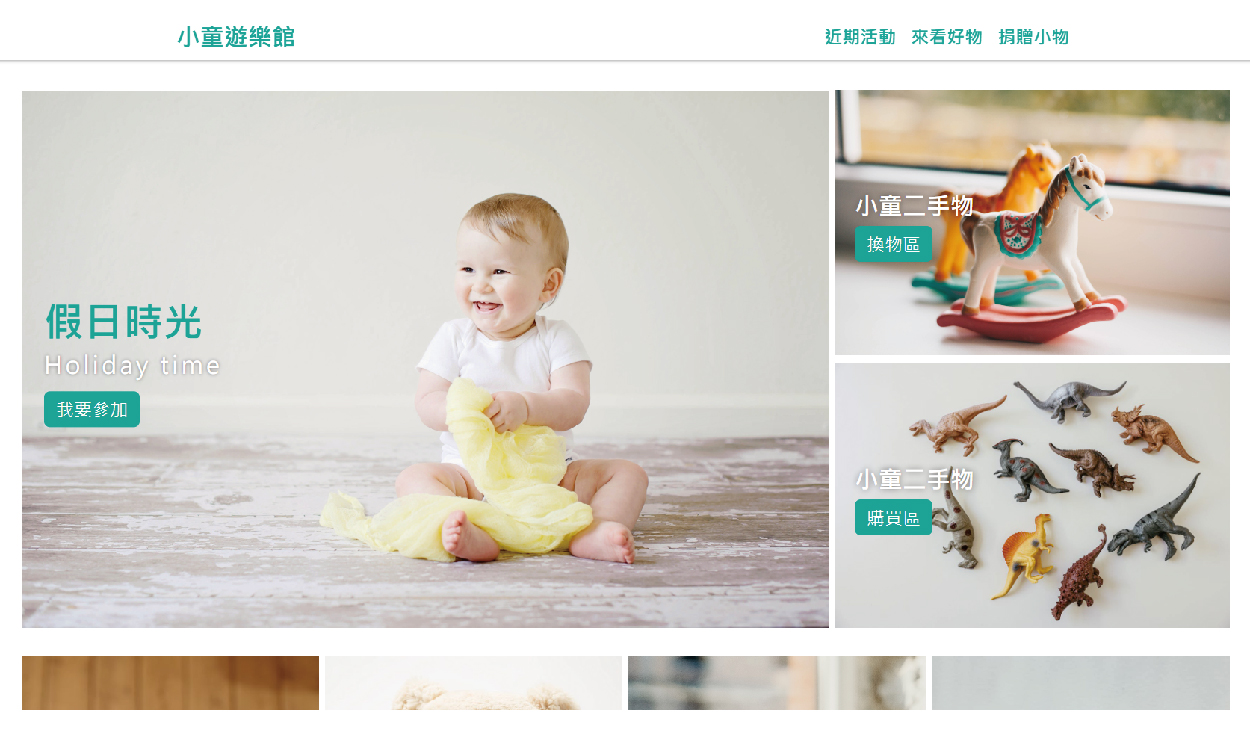 小童遊樂館
近期活動 來看好物 捐贈小物
假日時光
Holiday time
我要參加
小童二手物
換物區
小童二手物
購買區